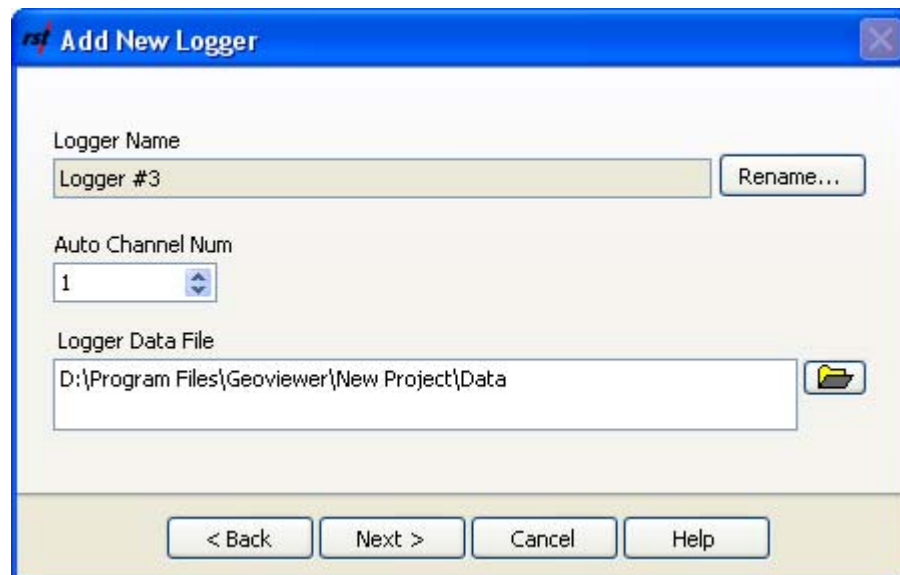 rst Add New Logger
Logger Name
Logger #3
Rename...
Auto Channel Num
1
Logger Data File
D:\Program Files\Geoviewer\New Project\Data
< Back Next > Cancel Help